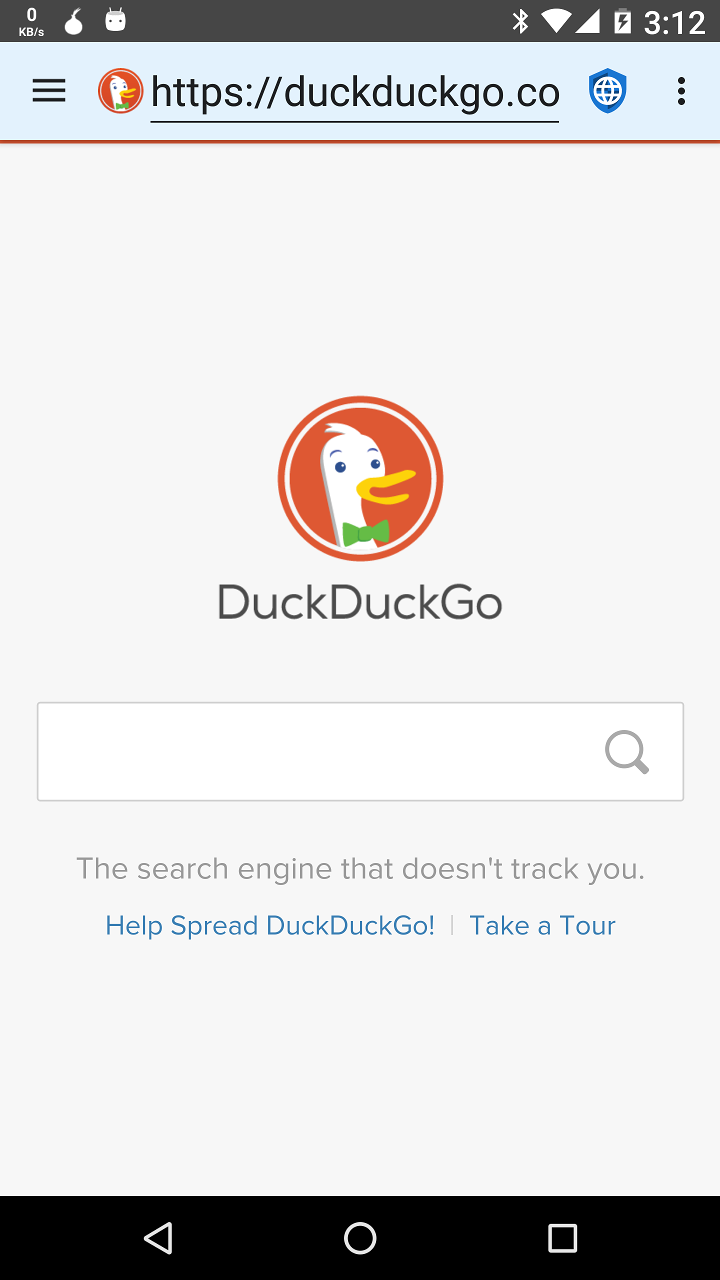 0
KB/s
3:12
https://duckduckgo.co
DuckDuckGo
The search engine that doesn't track you.
Help Spread DuckDuckGo! | Take a Tour